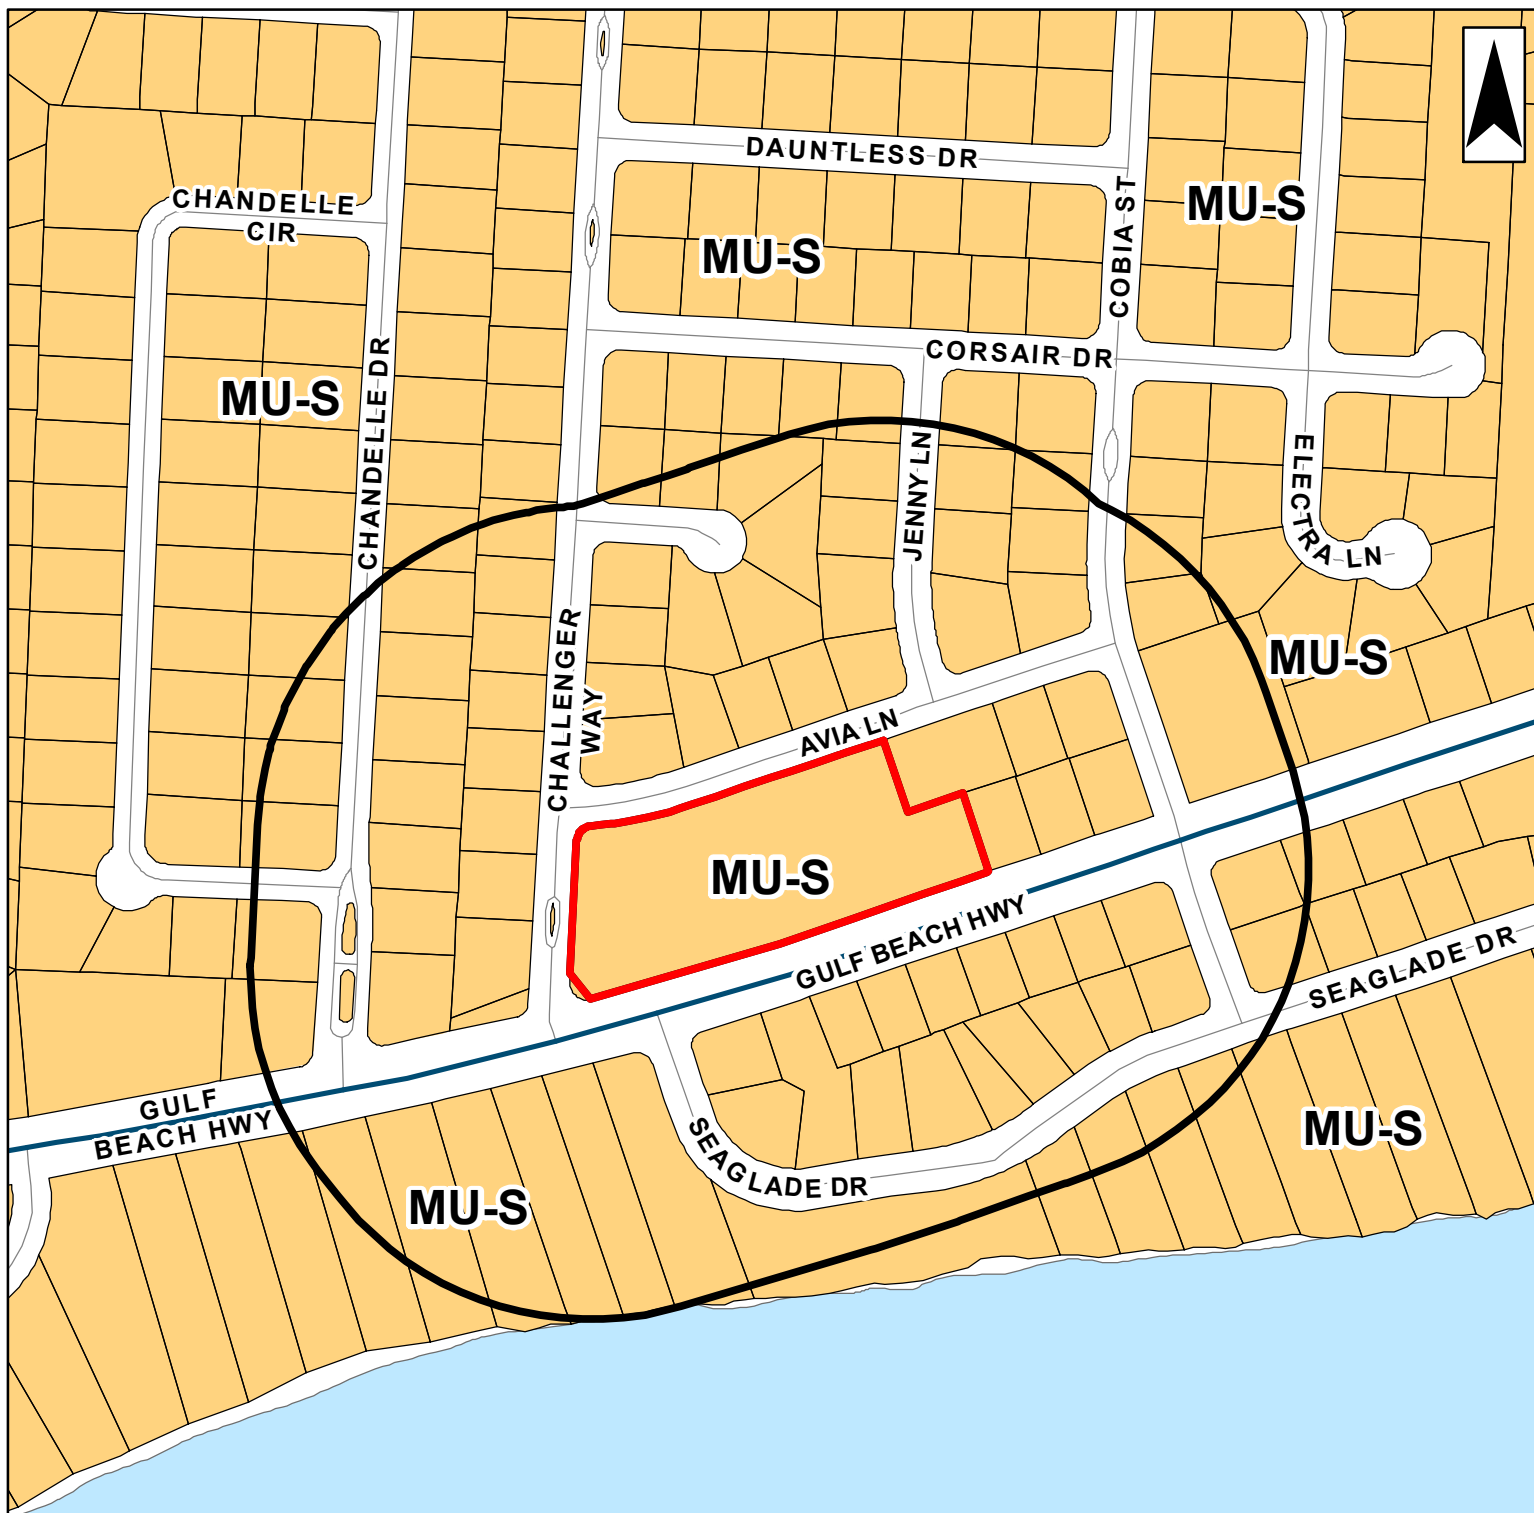 DAUNTLESS DR
CHANDELLE
CIR
MU-S
MU-S
COBIA ST
CORSAIR DR
MU-S
CHANDELLE DR
JENNY LN
ELECTRA LN
MU-S
CHALLENGER
WAY
AVIA LN
MU-S
GULF BEACH HWY
SEAGLADE DR
GULF
BEACH HWY
SEAGLADE DR
MU-S
MU-S